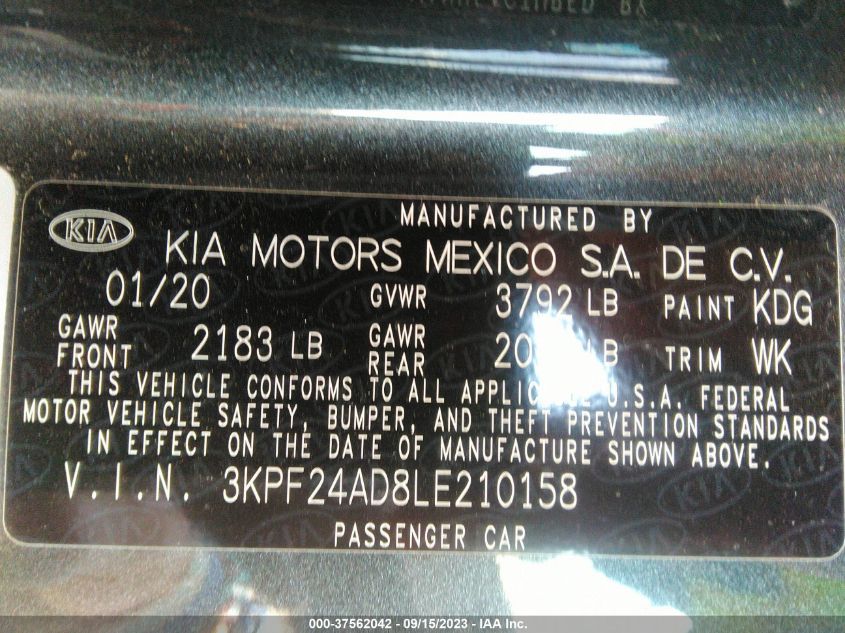 KIA
MANUFACTURED BY
KIA MOTORS MEXICO S.A. DE C.V.
01/20 GVWR 3792 LB PAINT KDG
GAWR FRONT 2183 LB GAWR REAR LB TRIM WK
THIS VEHICLE CONFORMS TO ALL APPLICABLE U.S.A. FEDERAL
MOTOR VEHICLE SAFETY, BUMPER, AND THEFT PREVENTION STANDARDS
IN EFFECT ON THE DATE OF MANUFACTURE SHOWN ABOVE.
V.I.N. 3KPF24AD8LE210158
PASSENGER CAR
000-37562042 - 09/15/2023 - IAA Inc.